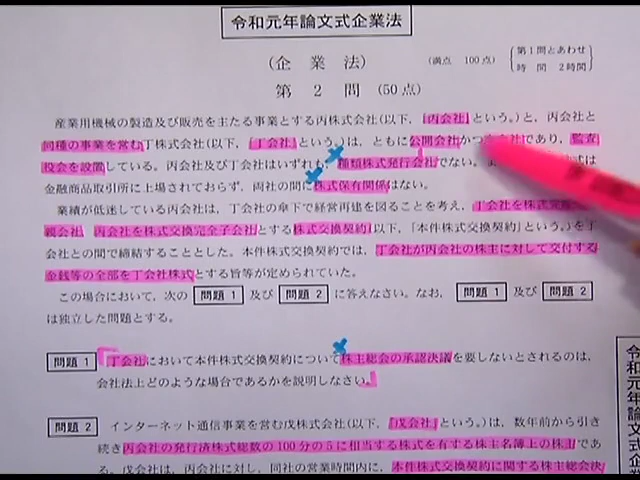 令和元年論文式企業法
(企業法)
(満点 100点)
第1問とあわせ
時間 2時間
第2問 (50点)
産業用機械の製造及び販売を主たる事業とする丙株式会社(以下,「丙会社」という。)と,丙会社と
同種の事業を営む丁株式会社(以下,「丁会社」という。)は,ともに公開会社かつ であり,監査
役会を設置している。丙会社及び丁会社はいずれも,種類株式発行会社でない。 式は
金融商品取引所に上場されておらず,両社の間に株式保有関係はない。
業績が低迷している丙会社は,丁会社の傘下で経営再建を図ることを考え,丁会社を株式
親会社,丙会社を株式交換完全子会社とする株式交換契約(以下,「本件株式交換契約」という。)を丁
会社との間で締結することとした。本件株式交換契約では,丁会社が丙会社の株主に対して交付する
金銭等の全部を丁会社株式とする旨等が定められていた。
この場合において,次の 問題1 及び 問題2 に答えなさい。なお, 問題1 及び 問題2
は独立した問題とする。
問題1 丁会社において本件株式交換契約について株主総会の承認決議を要しないとされるのは,
会社法上どのような場合であるかを説明しなさい。
問題2 インターネット通信事業を営む戊株式会社(以下,「戊会社」という。)は,数年前から引き
続き丙会社の発行済株式総数の100分の5に相当する株式を有する株主名簿上の株主であ
る。戊会社は,丙会社に対し,同社の営業時間内に,本件株式交換契約に関する株主総会決
令和元年論文式企業法